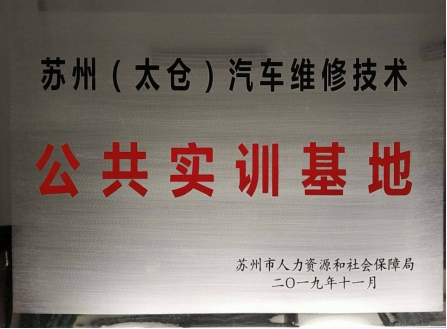 苏州（太仓）汽车维修技术
公共实训基地
苏州市人力资源和社会保障局
二〇一九年十一月